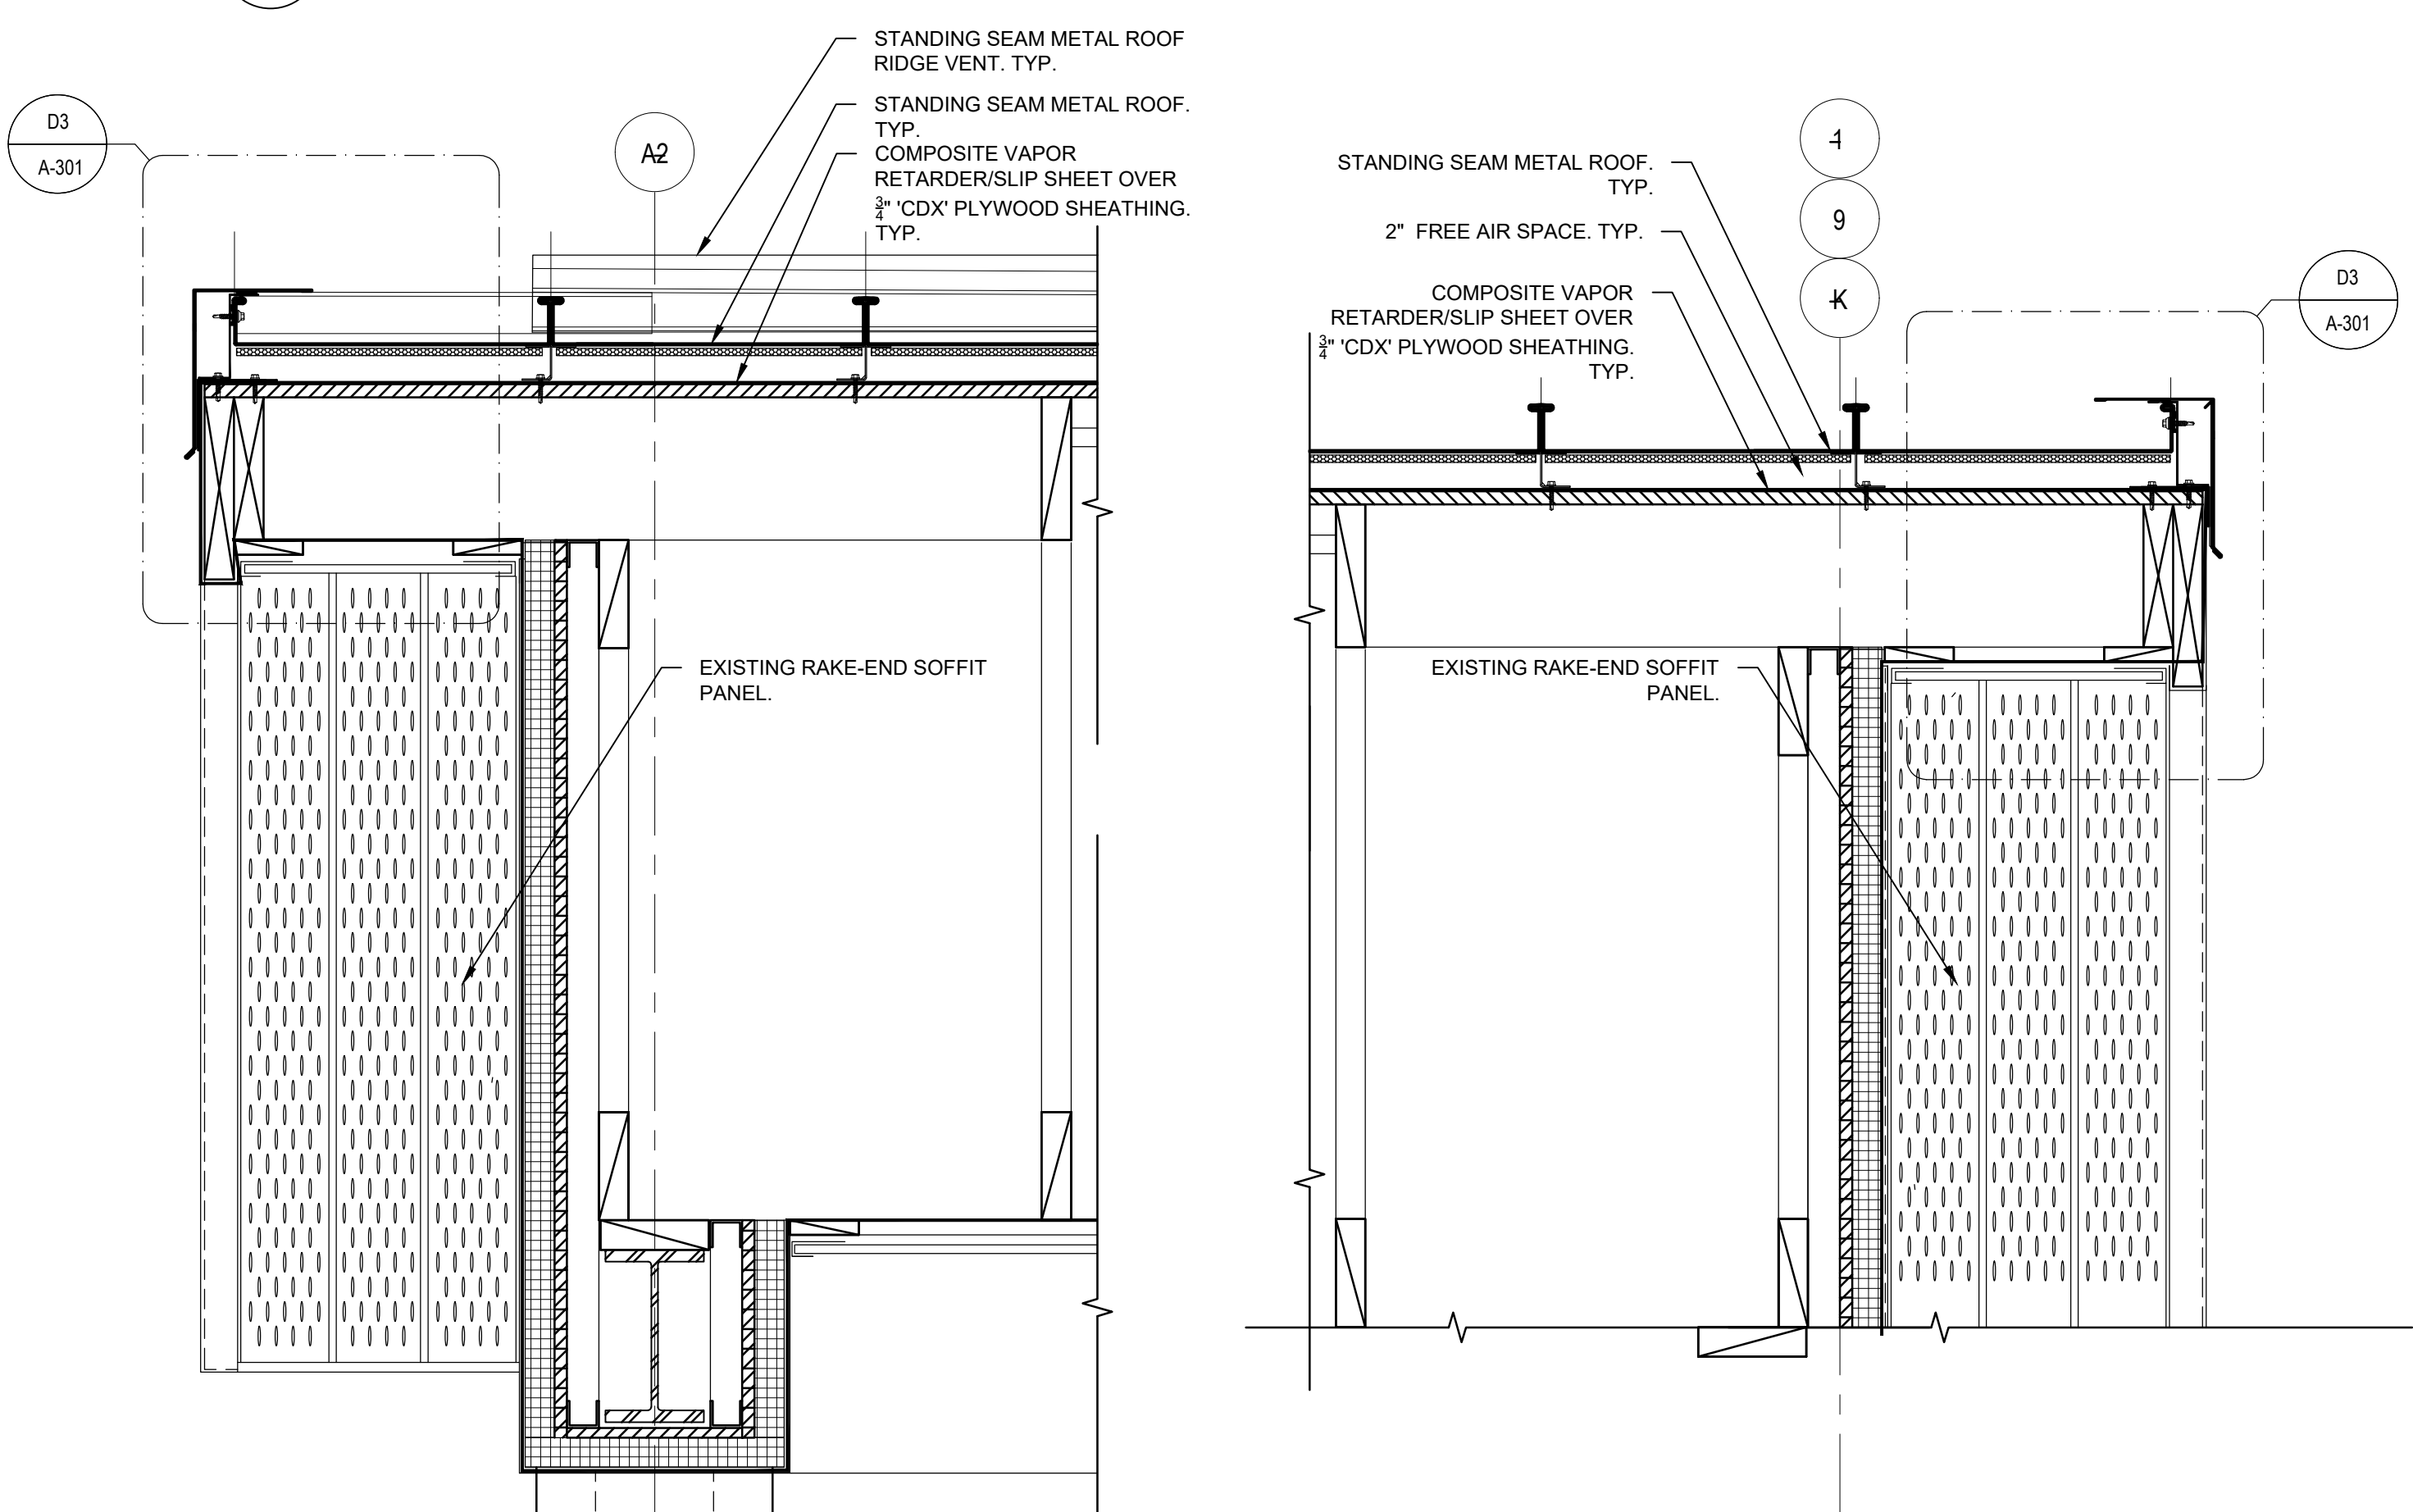 STANDING SEAM METAL ROOF
RIDGE VENT. TYP.
STANDING SEAM METAL ROOF.
TYP.
COMPOSITE VAPOR
RETARDER/SLIP SHEET OVER
3/4" 'CDX' PLYWOOD SHEATHING.
TYP.
D3
A-301
A2
EXISTING RAKE-END SOFFIT
PANEL.
STANDING SEAM METAL ROOF.
TYP.
2" FREE AIR SPACE. TYP.
COMPOSITE VAPOR
RETARDER/SLIP SHEET OVER
3/4" 'CDX' PLYWOOD SHEATHING.
TYP.
1
9
K
D3
A-301
EXISTING RAKE-END SOFFIT
PANEL.